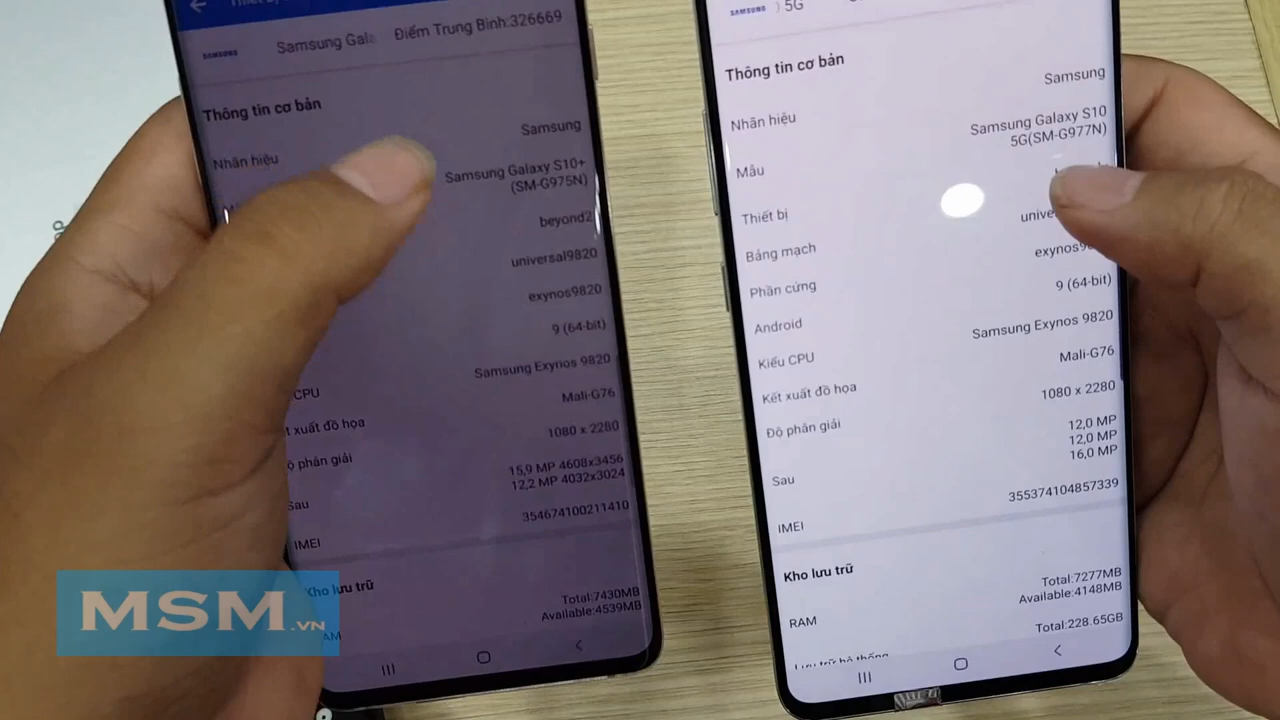 SAMSUNG
Samsung
Điểm Trung Bình:326669
Thông tin cơ bản
Nhãn hiệu
Samsung
Samsung Galaxy S10+
(SM-G975N)
beyond2
universal9820
exynos9820
9 (64-bit)
CPU
Samsung Exynos 9820
Mali-G76
xuất đồ họa
1080 x 2280
phân giải
15,9 MP 4608x3456
12,2 MP 4032x3024
Sau
354674100211410
IMEI
Kho lưu trữ
Total:7430MB
Available:4539MB
SAMSUNG
5G
Thông tin cơ bản
Nhãn hiệu
Samsung
Mẫu
Samsung Galaxy S10
5G(SM-G977N)
Thiết bị
Bảng mạch
Phần cứng
Android
9 (64-bit)
Kiểu CPU
Samsung Exynos 9820
Kết xuất đồ họa
Mali-G76
Độ phân giải
1080 x 2280
Sau
12,0 MP
12,0 MP
16,0 MP
IMEI
355374104857339
Kho lưu trữ
RAM
Total:7277MB
Available:4148MB
Total:228.65GB
MSM.VN